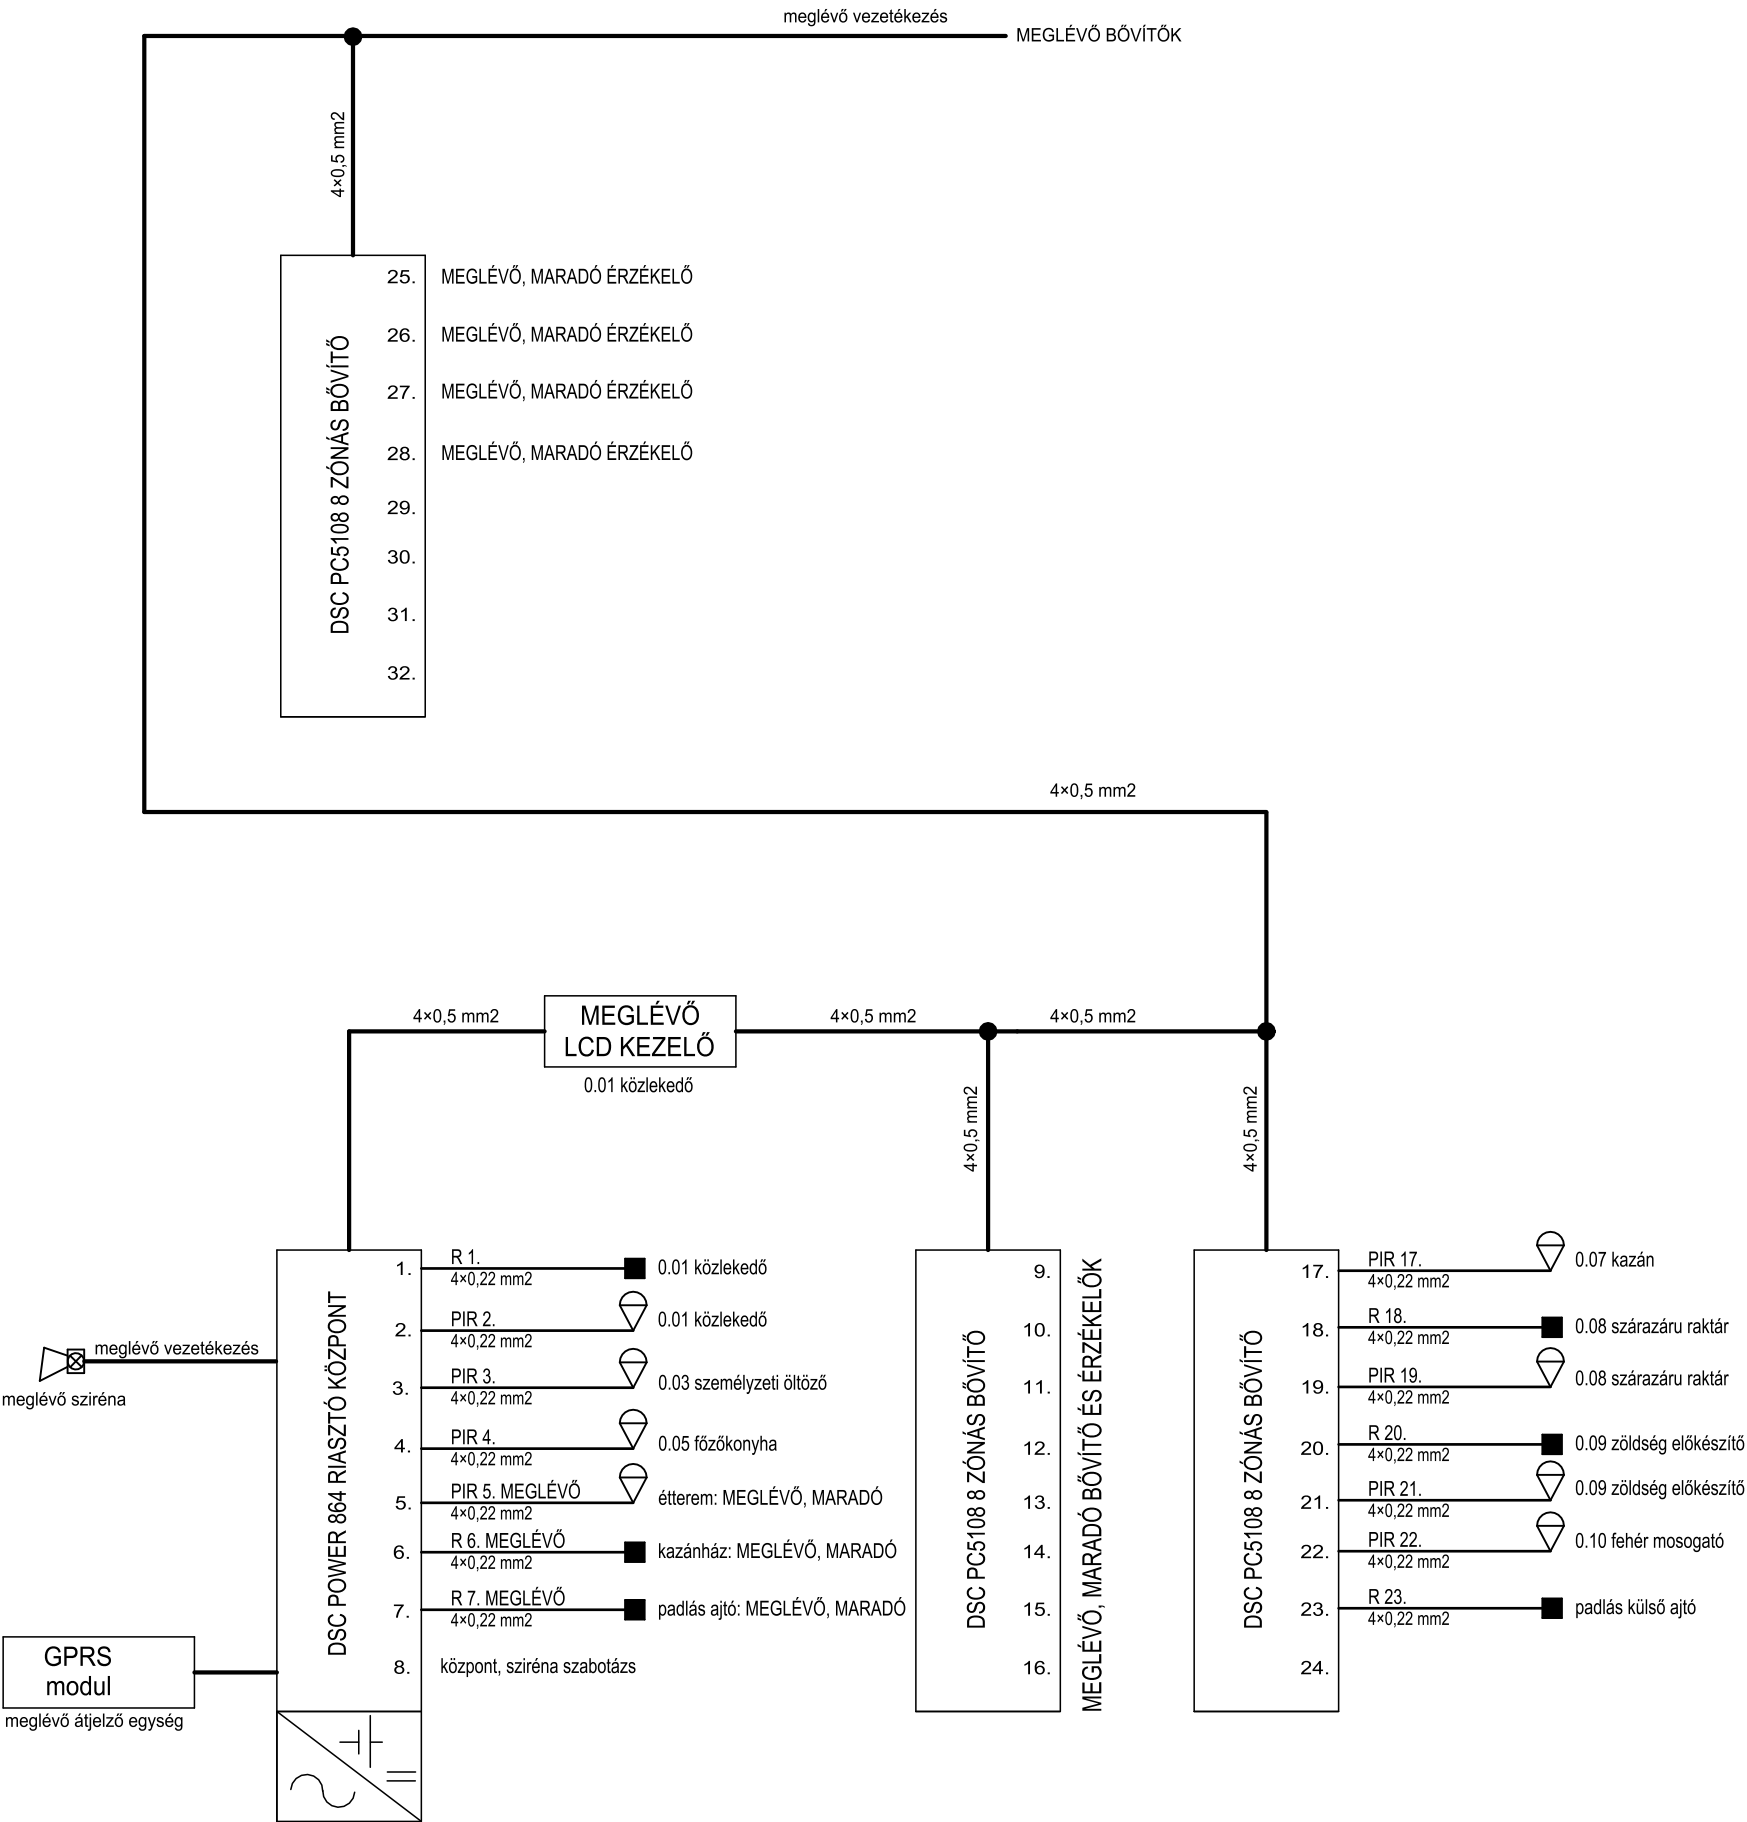 meglévő vezetékezés
MEGLÉVŐ BŐVÍTŐK
4×0,5 mm2
DSC PC5108 8 ZÓNÁS BŐVÍTŐ
25. MEGLÉVŐ, MARADÓ ÉRZÉKELŐ
26. MEGLÉVŐ, MARADÓ ÉRZÉKELŐ
27. MEGLÉVŐ, MARADÓ ÉRZÉKELŐ
28. MEGLÉVŐ, MARADÓ ÉRZÉKELŐ
29.
30.
31.
32.
4×0,5 mm2
4×0,5 mm2
MEGLÉVŐ
LCD KEZELŐ
0.01 közlekedő
4×0,5 mm2
4×0,5 mm2
4×0,5 mm2
4×0,5 mm2
meglévő vezetékezés
meglévő sziréna
GPRS
modul
meglévő átjelző egység
DSC POWER 864 RIASZTÓ KÖZPONT
1. R 1. 0.01 közlekedő
4×0,22 mm2
2. PIR 2. 0.01 közlekedő
4×0,22 mm2
3. PIR 3. 0.03 személyzeti öltöző
4×0,22 mm2
4. PIR 4. 0.05 főzőkonyha
4×0,22 mm2
5. PIR 5. MEGLÉVŐ étterem: MEGLÉVŐ, MARADÓ
4×0,22 mm2
6. R 6. MEGLÉVŐ kazánház: MEGLÉVŐ, MARADÓ
4×0,22 mm2
7. R 7. MEGLÉVŐ padlás ajtó: MEGLÉVŐ, MARADÓ
4×0,22 mm2
8. központ, sziréna szabotázs
DSC PC5108 8 ZÓNÁS BŐVÍTŐ
9.
10.
11.
12.
13.
14.
15.
16.
MEGLÉVŐ, MARADÓ BŐVÍTŐ ÉS ÉRZÉKELŐK
DSC PC5108 8 ZÓNÁS BŐVÍTŐ
17. PIR 17. 0.07 kazán
4×0,22 mm2
18. R 18. 0.08 szárazáru raktár
4×0,22 mm2
19. PIR 19. 0.08 szárazáru raktár
4×0,22 mm2
20. R 20. 0.09 zöldség előkészítő
4×0,22 mm2
21. PIR 21. 0.09 zöldség előkészítő
4×0,22 mm2
22. PIR 22. 0.10 fehér mosogató
4×0,22 mm2
23. R 23. padlás külső ajtó
4×0,22 mm2
24.